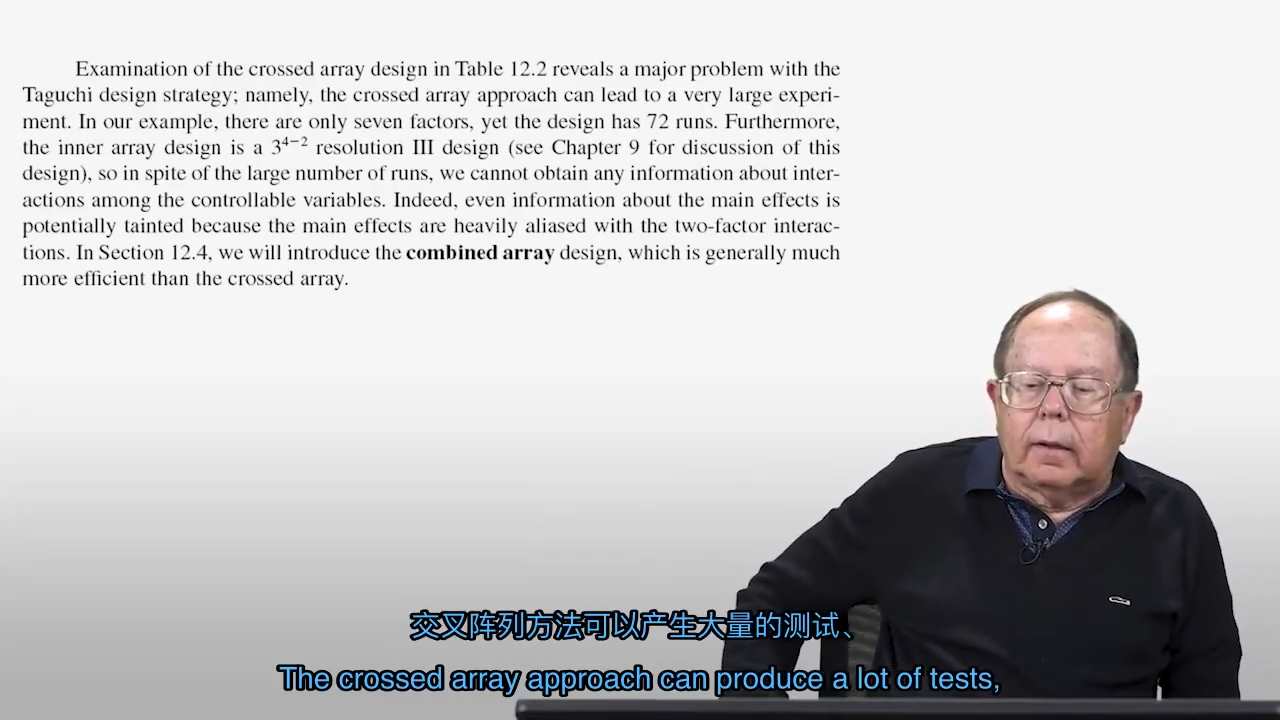 Examination of the crossed array design in Table 12.2 reveals a major problem with the
Taguchi design strategy; namely, the crossed array approach can lead to a very large experi-
ment. In our example, there are only seven factors, yet the design has 72 runs. Furthermore,
the inner array design is a 3⁴⁻² resolution III design (see Chapter 9 for discussion of this
design), so in spite of the large number of runs, we cannot obtain any information about inter-
actions among the controllable variables. Indeed, even information about the main effects is
potentially tainted because the main effects are heavily aliased with the two-factor interac-
tions. In Section 12.4, we will introduce the combined array design, which is generally much
more efficient than the crossed array.
交叉阵列方法可以产生大量的测试、
The crossed array approach can produce a lot of tests,